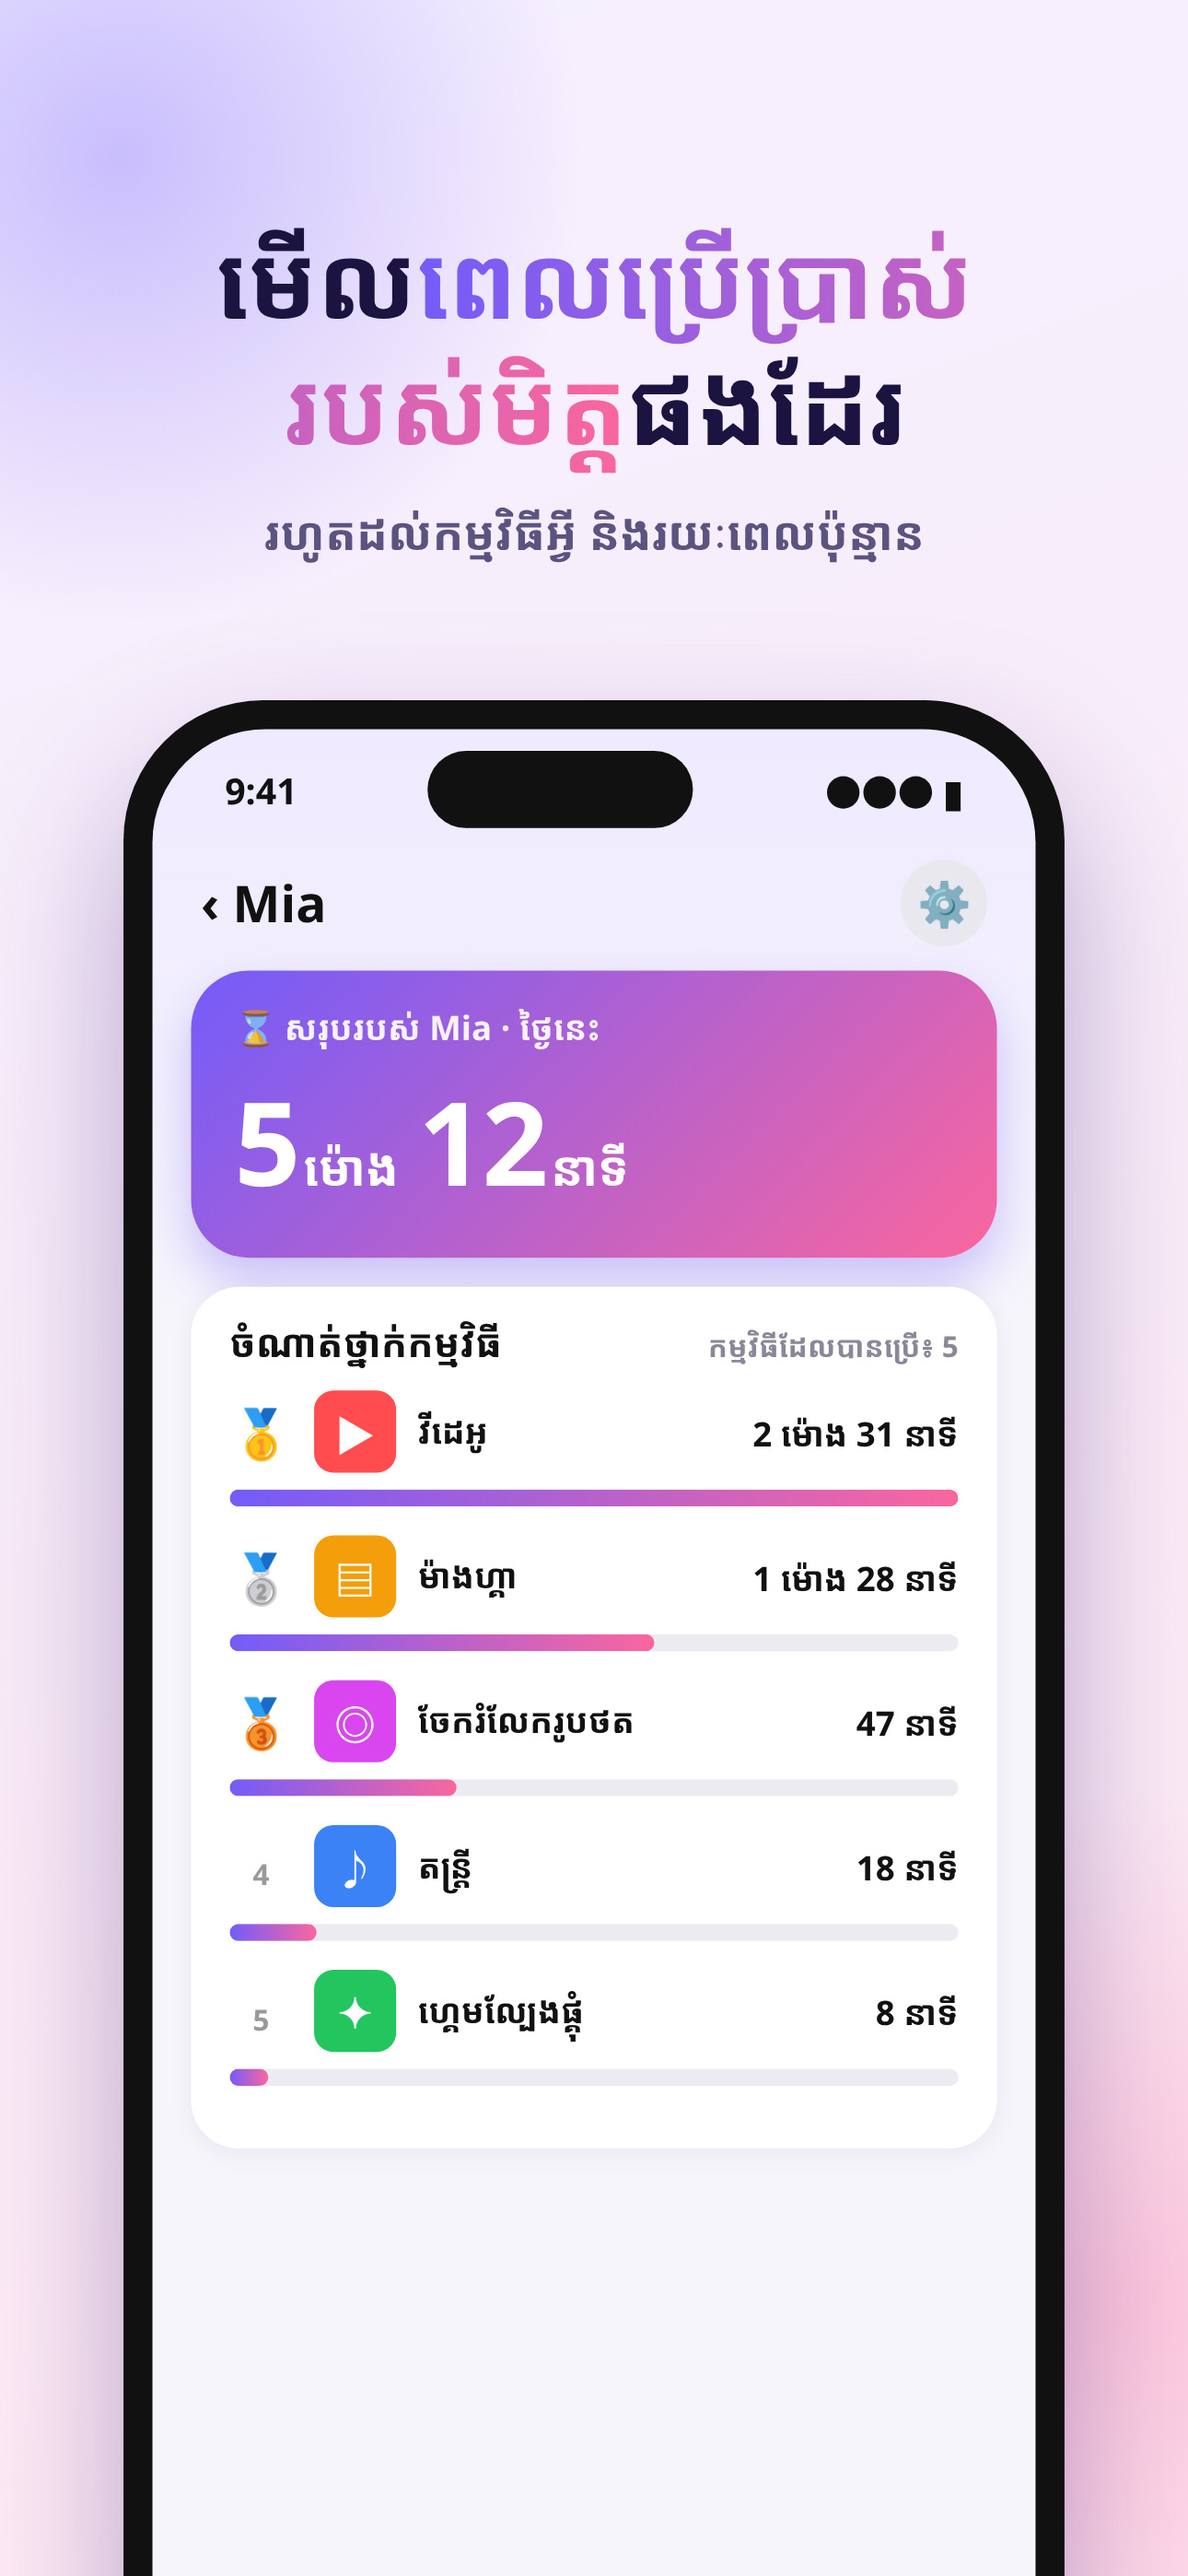 មើលពេលប្រើប្រាស់
របស់មិត្តផងដែរ
រហូតដល់កម្មវិធីអ្វី និងរយៈពេលប៉ុន្មាន
9:41
‹ Mia
⌛ សរុបរបស់ Mia · ថ្ងៃនេះ
5ម៉ោង 12នាទី
ចំណាត់ថ្នាក់កម្មវិធី
កម្មវិធីដែលបានប្រើ៖ 5
🥇 វីដេអូ 2 ម៉ោង 31 នាទី
🥈 ម៉ាងហ្គា 1 ម៉ោង 28 នាទី
🥉 ចែករំលែករូបថត 47 នាទី
4 តន្ត្រី 18 នាទី
5 ហ្គេមល្បែងផ្គុំ 8 នាទី